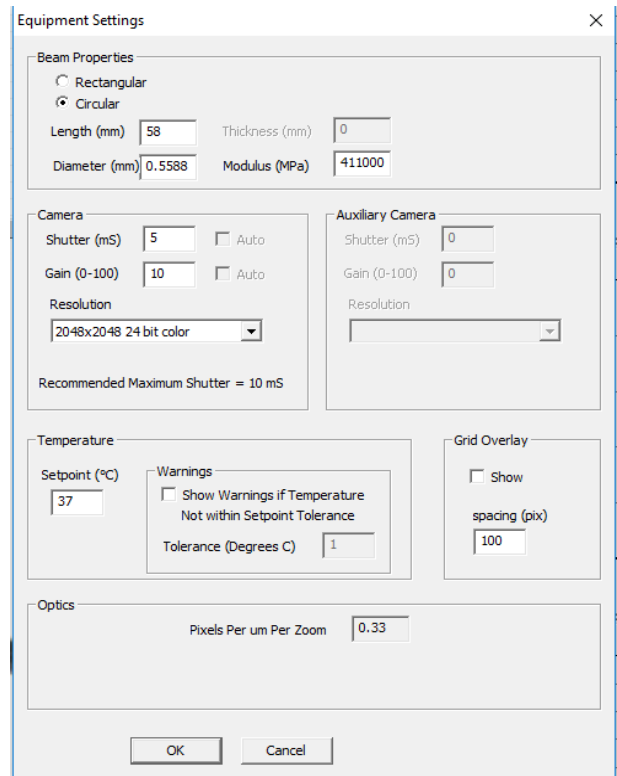 Equipment Settings
Beam Properties
Rectangular
Circular
Length (mm) 58 Thickness (mm) 0
Diameter (mm) 0.5588 Modulus (MPa) 411000
Camera
Shutter (mS) 5 Auto
Gain (0-100) 10 Auto
Resolution
2048x2048 24 bit color
Recommended Maximum Shutter = 10 mS
Auxiliary Camera
Shutter (mS) 0
Gain (0-100) 0
Resolution
Temperature
Setpoint (ºC)
37
Warnings
Show Warnings if Temperature
Not within Setpoint Tolerance
Tolerance (Degrees C) 1
Grid Overlay
Show
spacing (pix)
100
Optics
Pixels Per um Per Zoom 0.33
OK Cancel